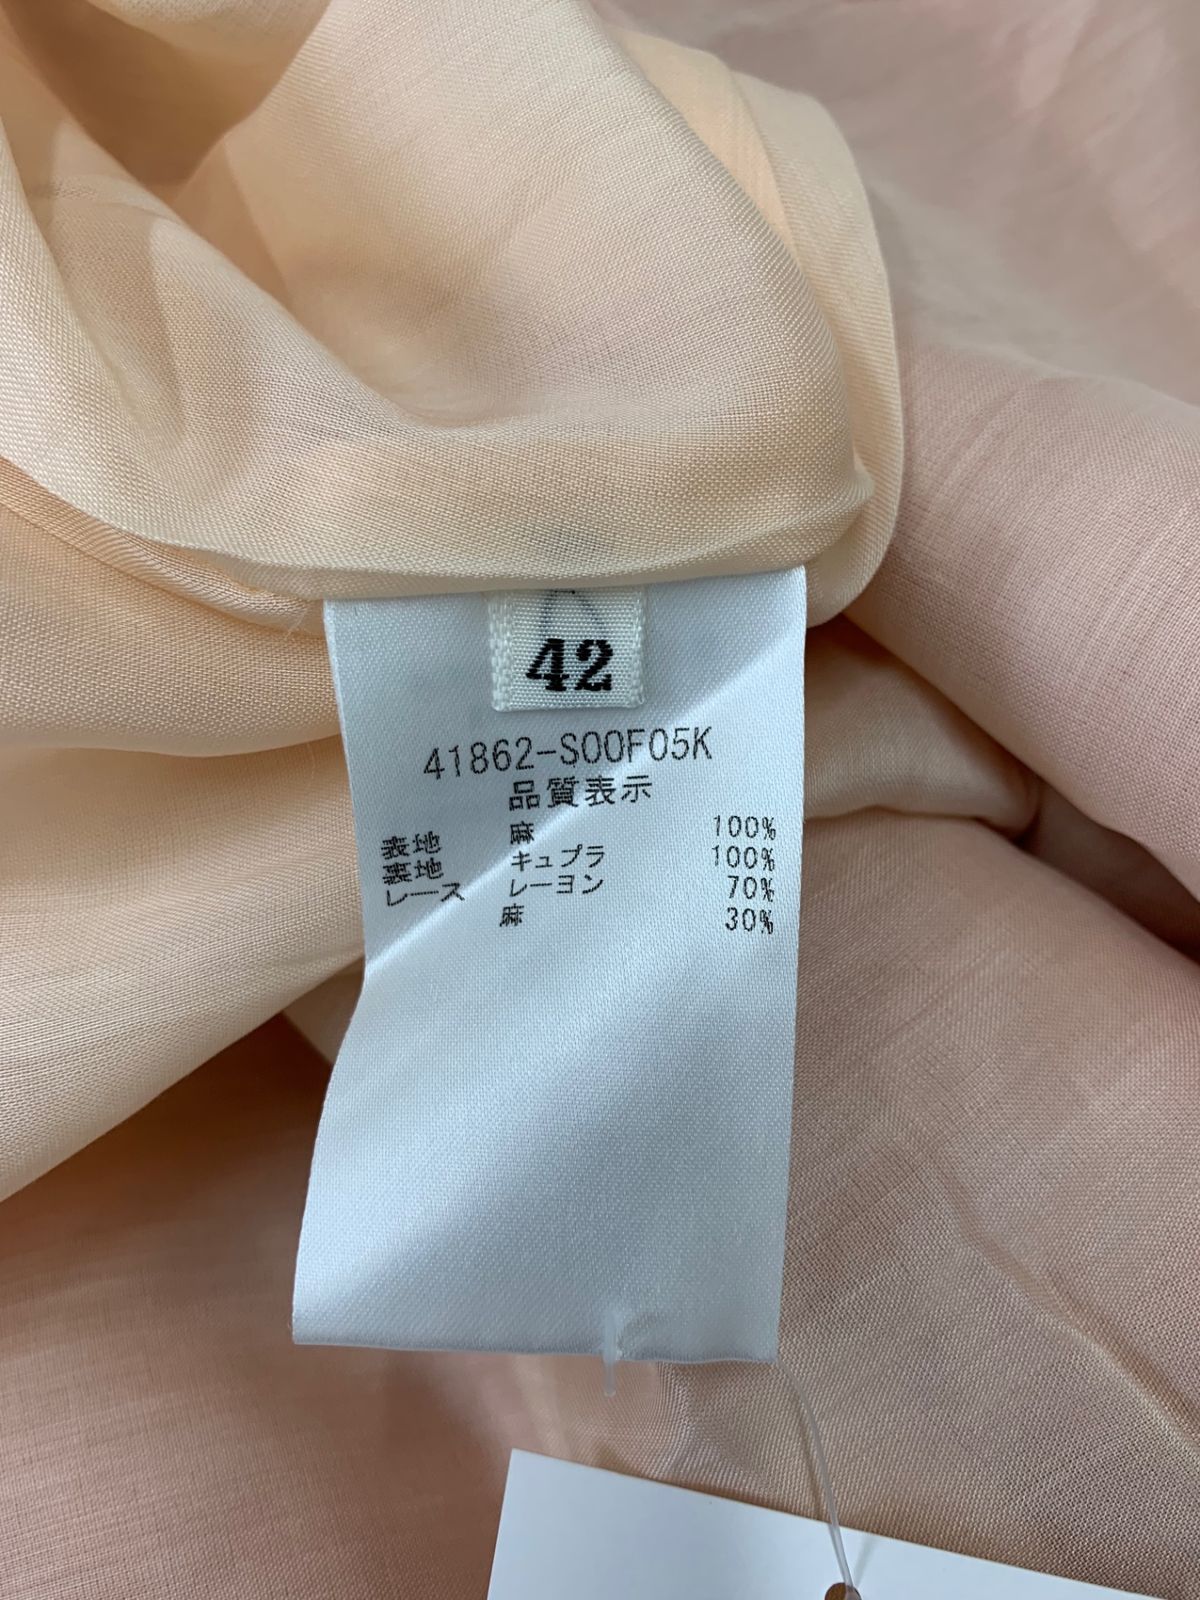 42
41862-S00F05K
品質表示
表地 麻 100%
裏地 キュプラ 100%
レース レーヨン 70%
麻 30%